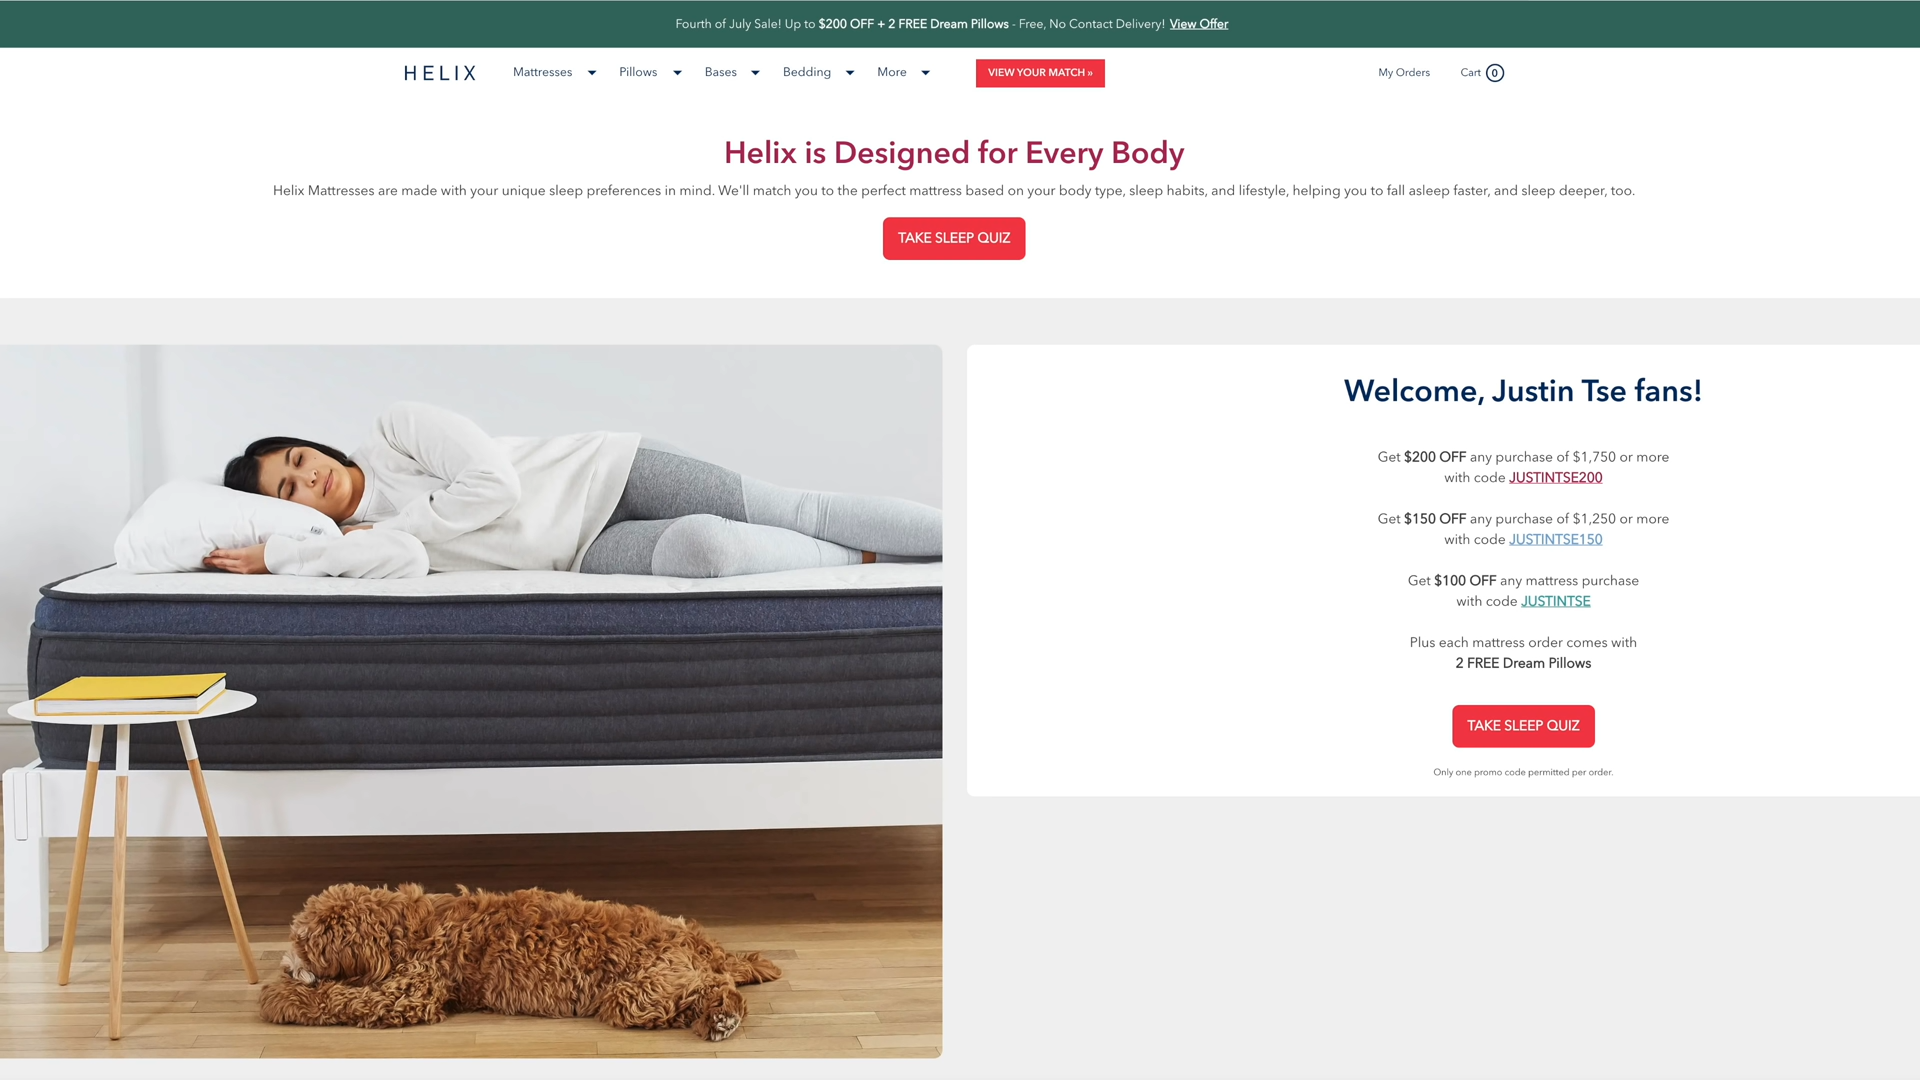 Fourth of July Sale! Up to $200 OFF + 2 FREE Dream Pillows - Free, No Contact Delivery! View Offer
HELIX Mattresses Pillows Bases Bedding More VIEW YOUR MATCH » My Orders Cart 0
Helix is Designed for Every Body
Helix Mattresses are made with your unique sleep preferences in mind. We'll match you to the perfect mattress based on your body type, sleep habits, and lifestyle, helping you to fall asleep faster, and sleep deeper, too.
TAKE SLEEP QUIZ
Welcome, Justin Tse fans!
Get $200 OFF any purchase of $1,750 or more
with code JUSTINTSE200
Get $150 OFF any purchase of $1,250 or more
with code JUSTINTSE150
Get $100 OFF any mattress purchase
with code JUSTINTSE
Plus each mattress order comes with
2 FREE Dream Pillows
TAKE SLEEP QUIZ
Only one promo code permitted per order.